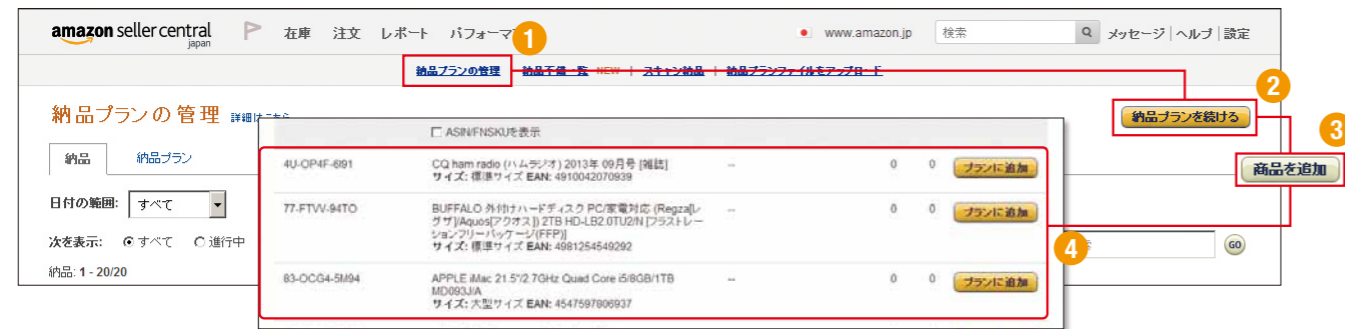 amazon seller central
japan
在庫 注文 レポート パフォーマ
1
www.amazon.jp
検索
メッセージ | ヘルプ | 設定
納品プランの管理
納品不備一覧 NEW | スキャン納品 | 納品プランファイルをアップロード
2
納品プランの管理
納品プランを続ける
3
商品を追加
納品 納品プラン
日付の範囲: すべて
次を表示: すべて 進行中
納品: 1 - 20/20
ASIN/FNSKUを表示
4U-OP4F-6I91
CQ ham radio (ハムラジオ) 2013年 09月号 [雑誌]
サイズ: 標準サイズ EAN: 4910042070939
-- 0 0 プランに追加
77-FTVV-94TO
BUFFALO 外付けハードディスク PC/家電対応 (Regza[レ
グザ]/Aquos[アクオス]) 2TB HD-LB2.0TU2/N [フラストレー
ションフリーパッケージ(FFP)]
サイズ: 標準サイズ EAN: 4981254549292
-- 0 0 プランに追加
4
GO
83-OCG4-5M94
APPLE iMac 21.5"/2.7GHz Quad Core i5/8GB/1TB
MD093J/A
サイズ: 大型サイズ EAN: 4547597806937
-- 0 0 プランに追加